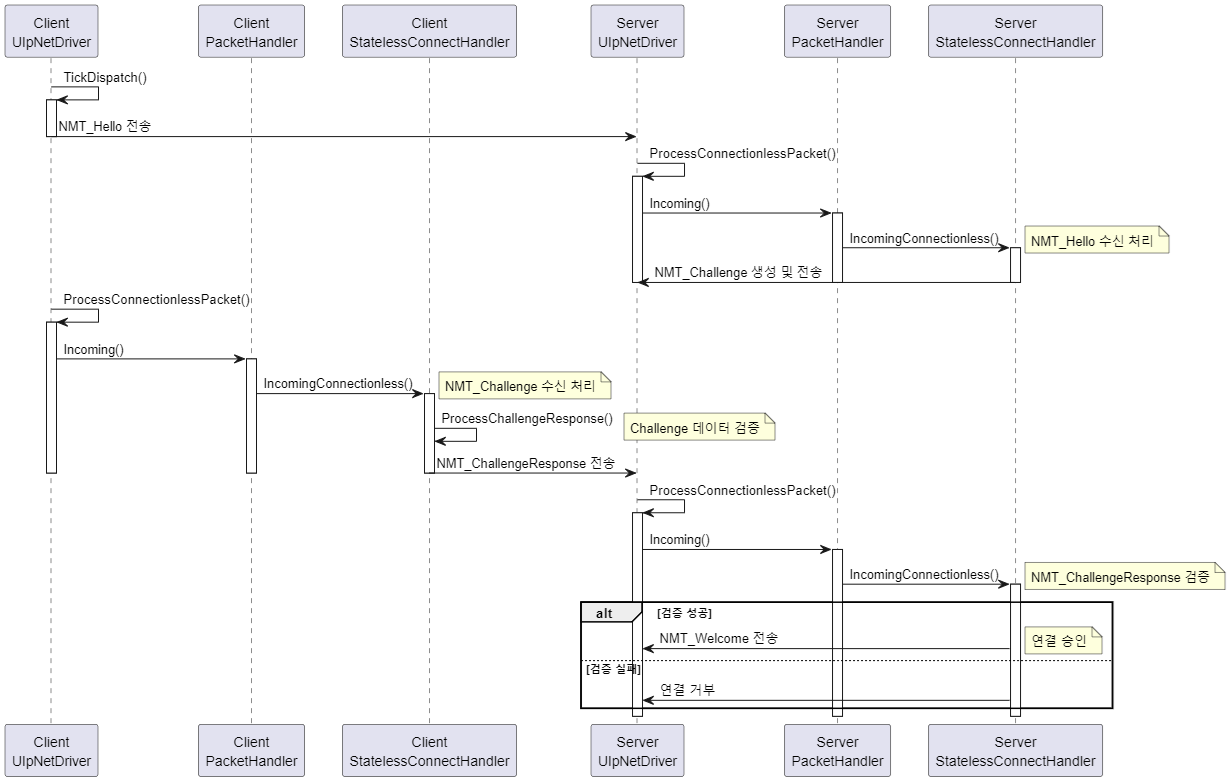 Client
UIpNetDriver
Client
PacketHandler
Client
StatelessConnectHandler
Server
UIpNetDriver
Server
PacketHandler
Server
StatelessConnectHandler
TickDispatch()
NMT_Hello 전송
ProcessConnectionlessPacket()
Incoming()
IncomingConnectionless()
NMT_Hello 수신 처리
NMT_Challenge 생성 및 전송
ProcessConnectionlessPacket()
Incoming()
IncomingConnectionless()
NMT_Challenge 수신 처리
ProcessChallengeResponse()
Challenge 데이터 검증
NMT_ChallengeResponse 전송
ProcessConnectionlessPacket()
Incoming()
IncomingConnectionless()
NMT_ChallengeResponse 검증
alt
[검증 성공]
NMT_Welcome 전송
연결 승인
[검증 실패]
연결 거부
Client
UIpNetDriver
Client
PacketHandler
Client
StatelessConnectHandler
Server
UIpNetDriver
Server
PacketHandler
Server
StatelessConnectHandler